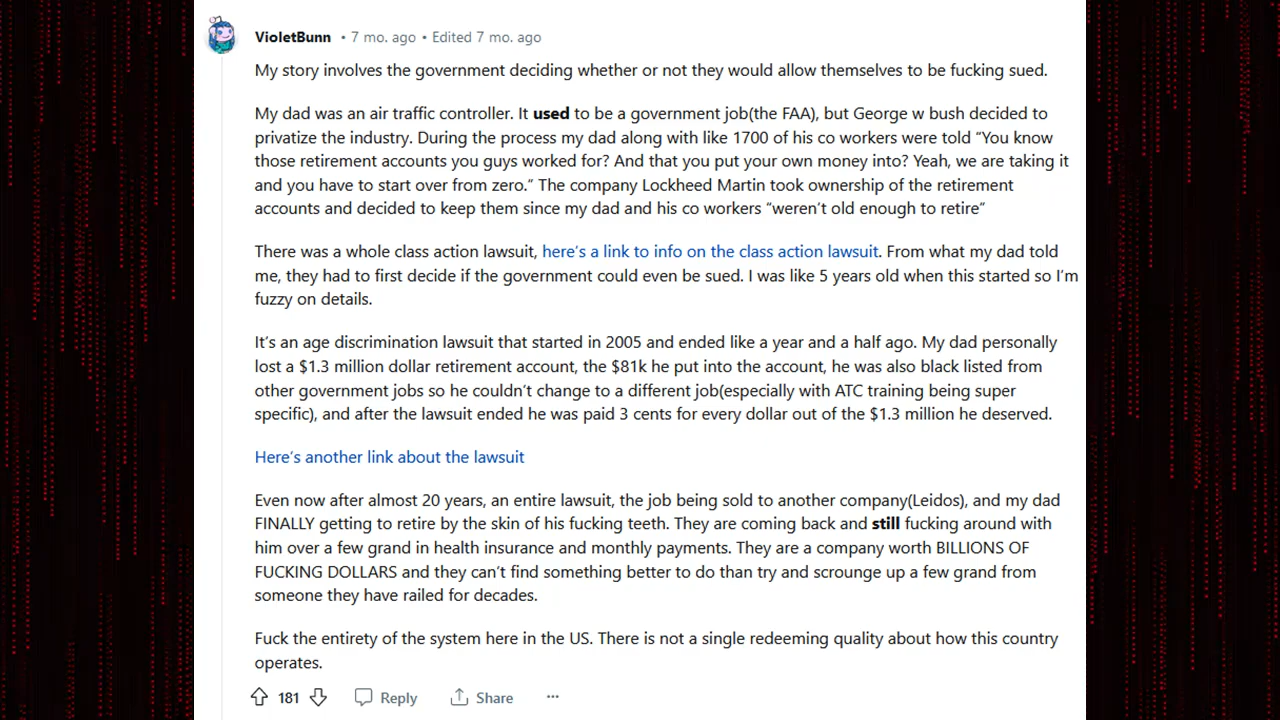 VioletBunn • 7 mo. ago • Edited 7 mo. ago
My story involves the government deciding whether or not they would allow themselves to be fucking sued.
My dad was an air traffic controller. It used to be a government job(the FAA), but George w bush decided to
privatize the industry. During the process my dad along with like 1700 of his co workers were told “You know
those retirement accounts you guys worked for? And that you put your own money into? Yeah, we are taking it
and you have to start over from zero.” The company Lockheed Martin took ownership of the retirement
accounts and decided to keep them since my dad and his co workers “weren’t old enough to retire”
There was a whole class action lawsuit, here’s a link to info on the class action lawsuit. From what my dad told
me, they had to first decide if the government could even be sued. I was like 5 years old when this started so I’m
fuzzy on details.
It’s an age discrimination lawsuit that started in 2005 and ended like a year and a half ago. My dad personally
lost a $1.3 million dollar retirement account, the $81k he put into the account, he was also black listed from
other government jobs so he couldn’t change to a different job(especially with ATC training being super
specific), and after the lawsuit ended he was paid 3 cents for every dollar out of the $1.3 million he deserved.
Here’s another link about the lawsuit
Even now after almost 20 years, an entire lawsuit, the job being sold to another company(Leidos), and my dad
FINALLY getting to retire by the skin of his fucking teeth. They are coming back and still fucking around with
him over a few grand in health insurance and monthly payments. They are a company worth BILLIONS OF
FUCKING DOLLARS and they can’t find something better to do than try and scrounge up a few grand from
someone they have railed for decades.
Fuck the entirety of the system here in the US. There is not a single redeeming quality about how this country
operates.
181 Reply Share ...